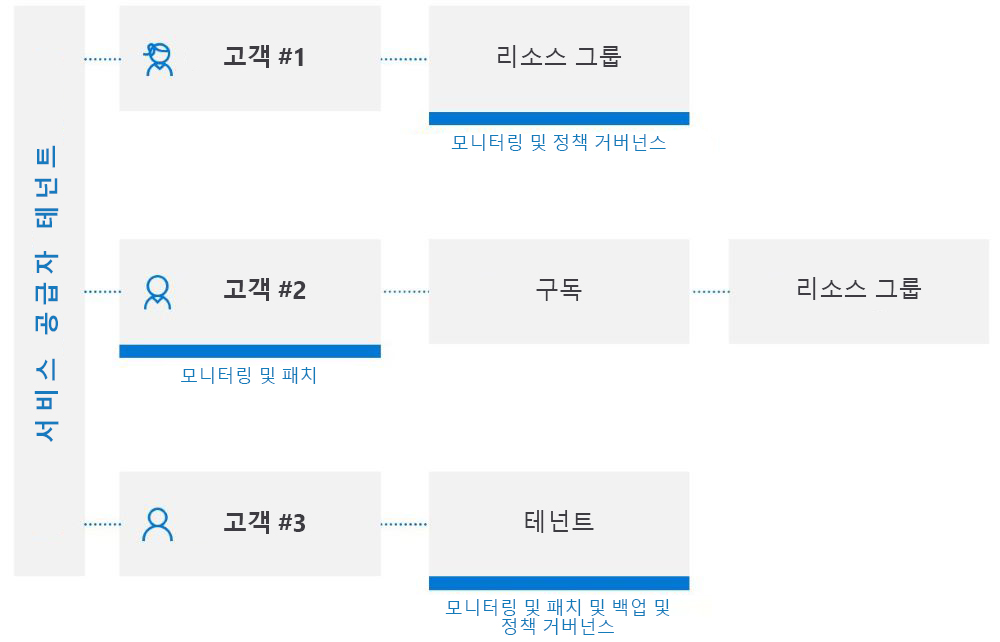 서비스 공급자 테넌트
고객 #1
리소스 그룹
모니터링 및 정책 거버넌스
고객 #2
구독
리소스 그룹
모니터링 및 패치
고객 #3
테넌트
모니터링 및 패치 및 백업 및
정책 거버넌스